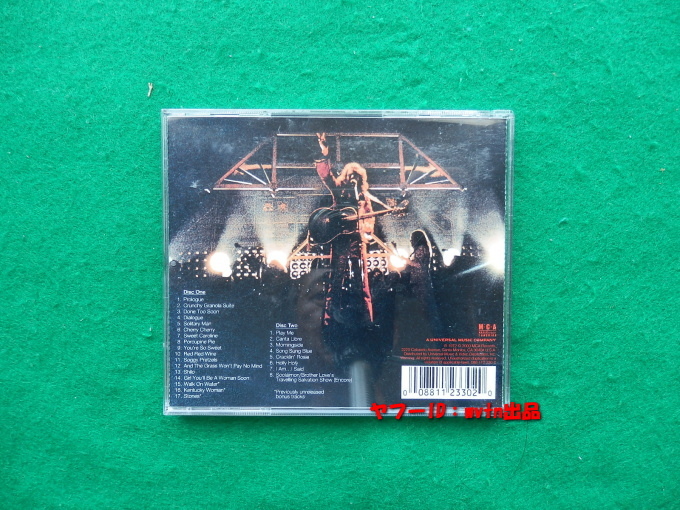 Disc One
1. Prologue
2. Crunchy Granola Suite
3. Done Too Soon
4. Dialogue
5. Solitary Man
6. Cherry Cherry
7. Sweet Caroline
8. Porcupine Pie
9. You're So Sweet
10. Red Red Wine
11. Soggy Pretzels
12. And The Grass Won't Pay No Mind
13. Shilo
14. Girl You'll Be A Woman Soon
15. Walk On Water*
16. Kentucky Woman*
17. Stones*
Disc Two
1. Play Me
2. Canta Libre
3. Morningside
4. Song Sung Blue
5. Cracklin' Rosie
6. Holly Holy
7. I Am...I Said
8. Soolaimon/Brother Love's
Travelling Salvation Show (Encore)
*Previously unreleased
bonus tracks
MCA
A UNIVERSAL MUSIC COMPANY
0 08811 23302 0
ヤフーID：mvin出品